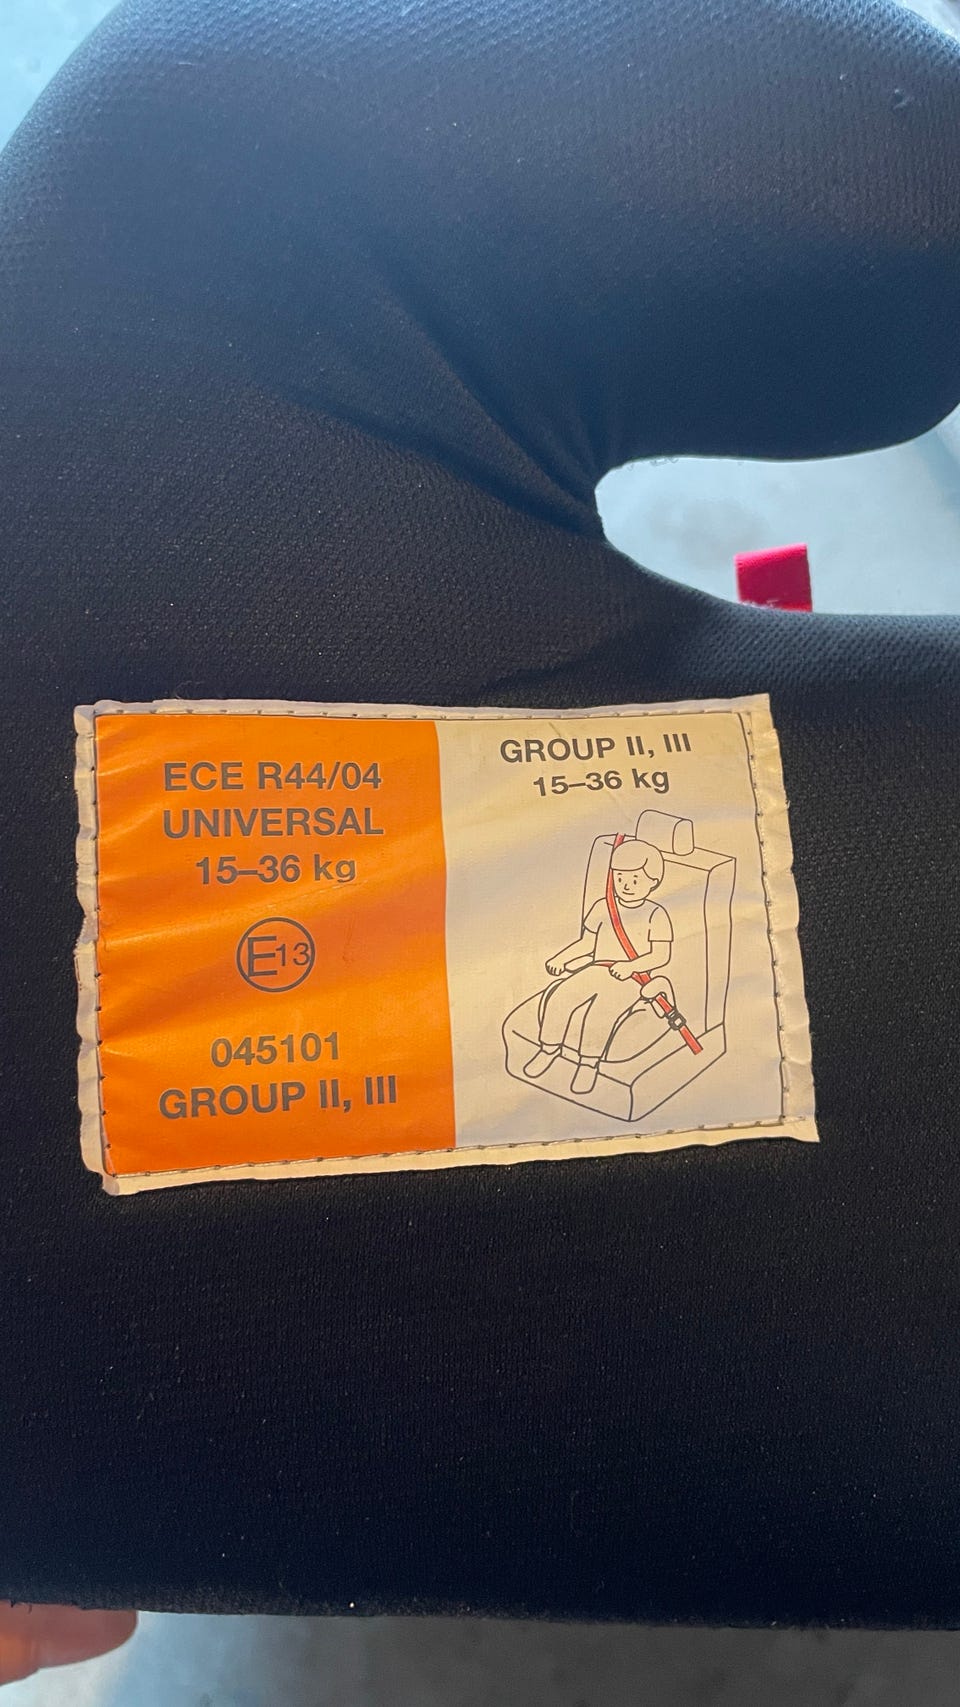 ECE R44/04
UNIVERSAL
15–36 kg
E13
045101
GROUP II, III
GROUP II, III
15–36 kg